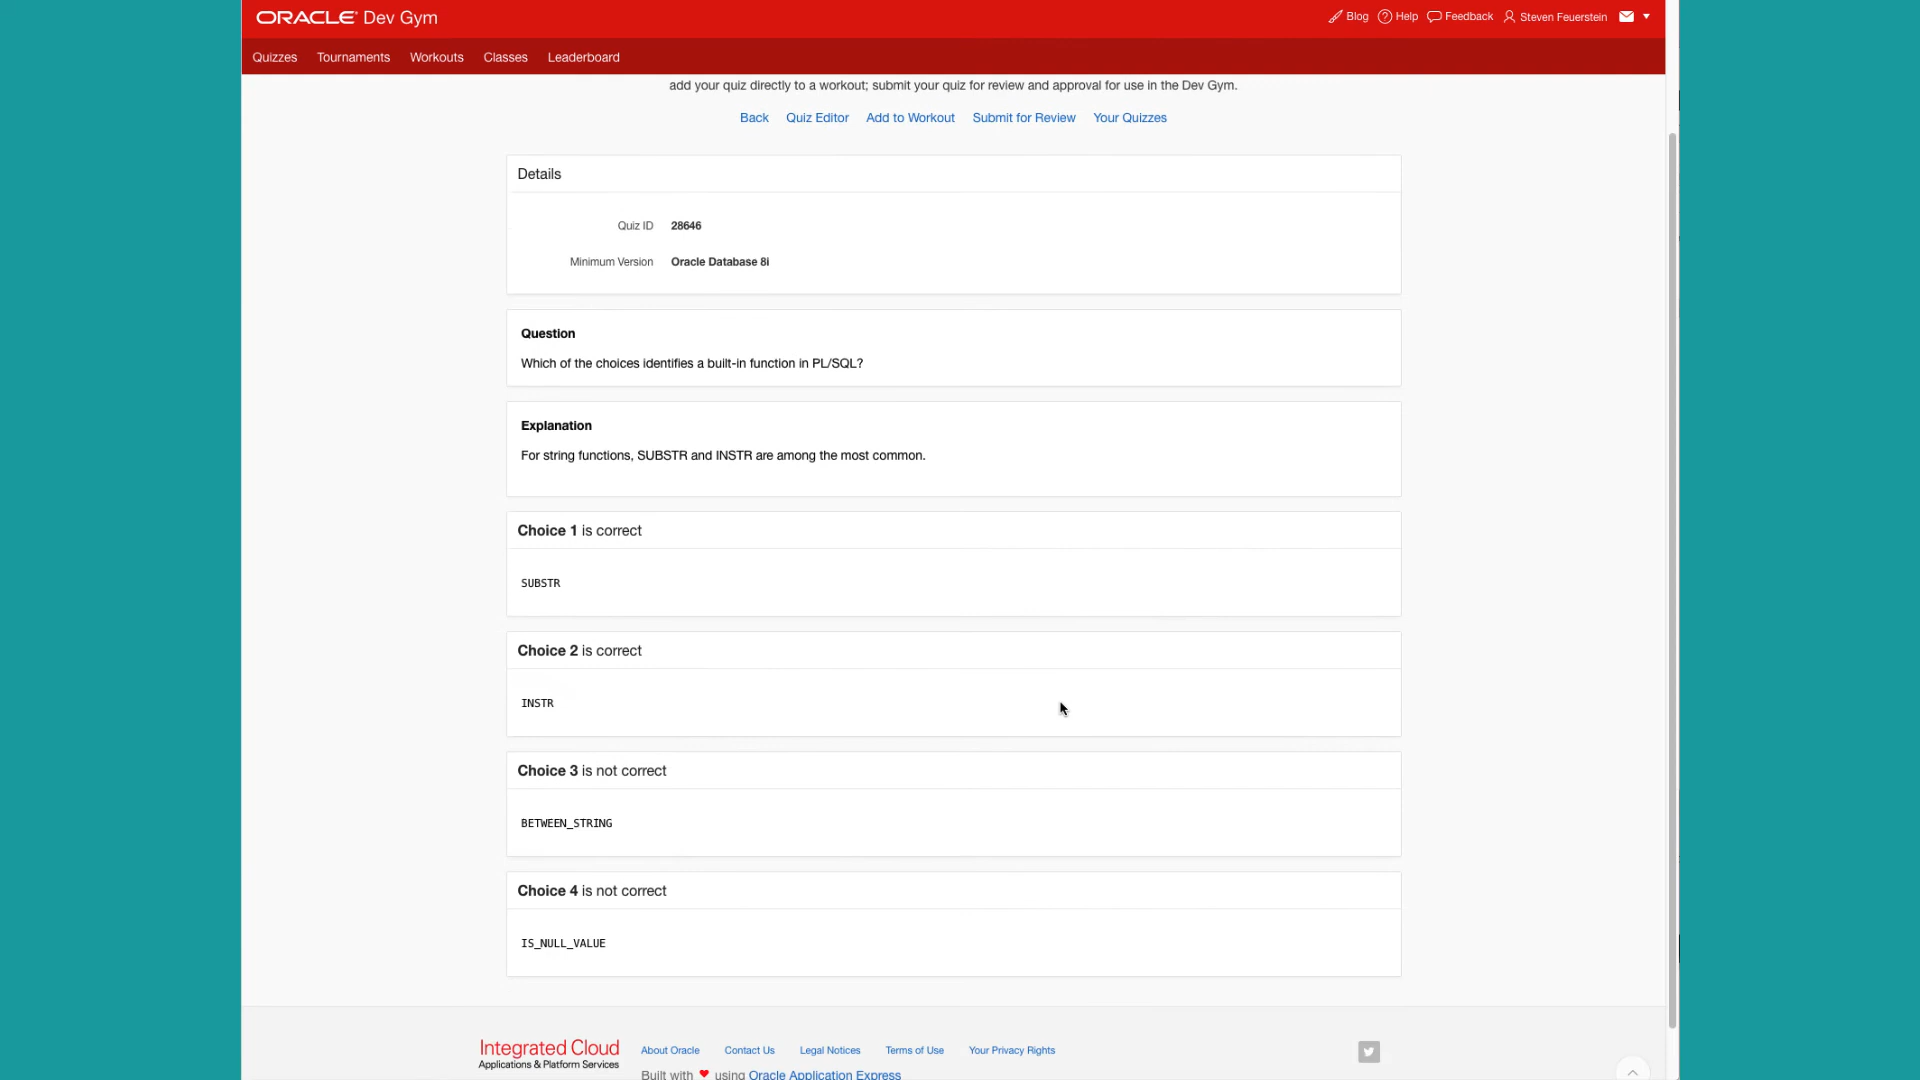 ORACLE Dev Gym
Blog Help Feedback Steven Feuerstein
Quizzes Tournaments Workouts Classes Leaderboard
add your quiz directly to a workout; submit your quiz for review and approval for use in the Dev Gym.
Back Quiz Editor Add to Workout Submit for Review Your Quizzes
Details
Quiz ID 28646
Minimum Version Oracle Database 8i
Question
Which of the choices identifies a built-in function in PL/SQL?
Explanation
For string functions, SUBSTR and INSTR are among the most common.
Choice 1 is correct
SUBSTR
Choice 2 is correct
INSTR
Choice 3 is not correct
BETWEEN_STRING
Choice 4 is not correct
IS_NULL_VALUE
Integrated Cloud
Applications & Platform Services
About Oracle Contact Us Legal Notices Terms of Use Your Privacy Rights
Built with ♥ using Oracle Application Express